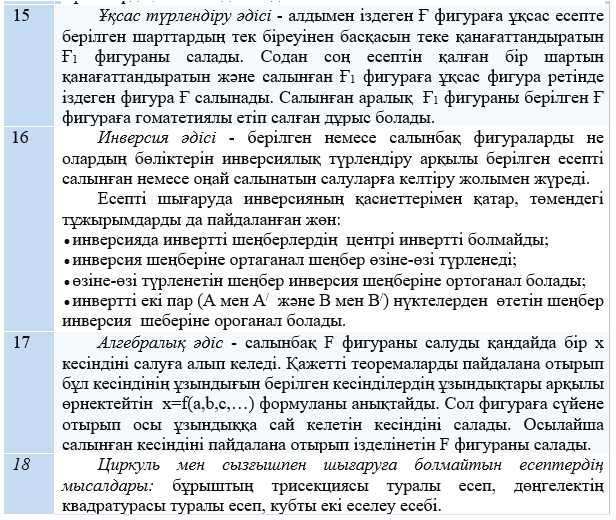 15 Ұқсас түрлендіру әдісі - алдымен іздеген Ғ фигураға ұқсас есепте
берілген шарттардың тек біреуінен басқасын теке қанағаттандыратын
Ғ1 фигураны салады. Содан соң есептін қалған бір шартын
қанағаттандыратын және салынған Ғ1 фигураға ұқсас фигура ретінде
іздеген фигура Ғ салынады. Салынған аралық Ғ1 фигураны берілген Ғ
фигураға гоматетиялы етіп салған дұрыс болады.
16 Инверсия әдісі - берілген немесе салынбақ фигураларды не
олардың бөліктерін инверсиялық түрлендіру арқылы берілген есепті
салынған немесе оңай салынатын салуларға келтіру жолымен жүреді.
Есепті шығаруда инверсияның қасиеттерімен қатар, төмендегі
тұжырымдарды да пайдаланған жөн:
• инверсияда инвертті шеңберлердің центрі инвертті болмайды;
• инверсия шеңберіне ортаганал шеңбер өзіне-өзі түрленеді;
• өзіне-өзі түрленетін шеңбер инверсия шеңберіне ортоганал болады;
• инвертті екі пар (А мен А/ және В мен В/) нүктелерден өтетін шеңбер
инверсия шеберіне ороганал болады.
17 Алгебралық әдіс - салынбақ F фигураны салуды қандайда бір х
кесіндіні салуға алып келеді. Қажетті теоремаларды пайдалана отырып
бұл кесіндінің ұзындығын берілген кесінділердің ұзындықтары арқылы
өрнектейтін x=f(a,b,c,…) формуланы анықтайды. Сол фигураға сүйене
отырып осы ұзындыққа сай келетін кесіндіні салады. Осылайша
салынған кесіндіні пайдалана отырып ізделінетін F фигураны салады.
18 Циркуль мен сызғышпен шығаруға болмайтын есептердің
мысалдары: бұрыштың трисекциясы туралы есеп, дөңгелектің
квадратурасы туралы есеп, кубты екі еселеу есебі.